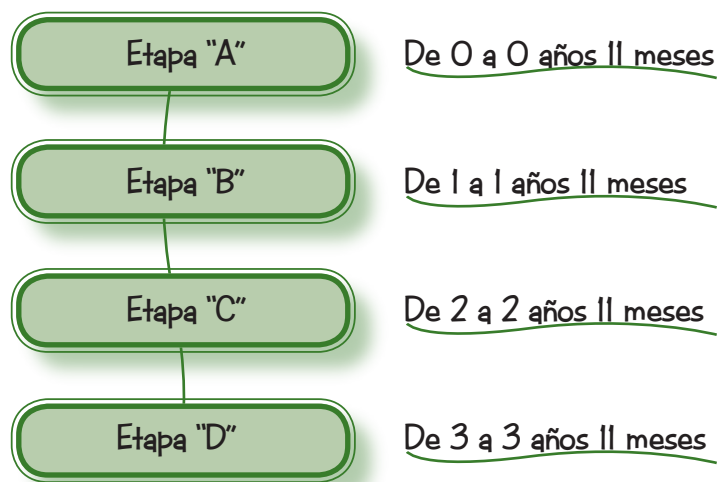 Etapa “A”
De 0 a 0 años 11 meses
Etapa “B”
De 1 a 1 años 11 meses
Etapa “C”
De 2 a 2 años 11 meses
Etapa “D”
De 3 a 3 años 11 meses